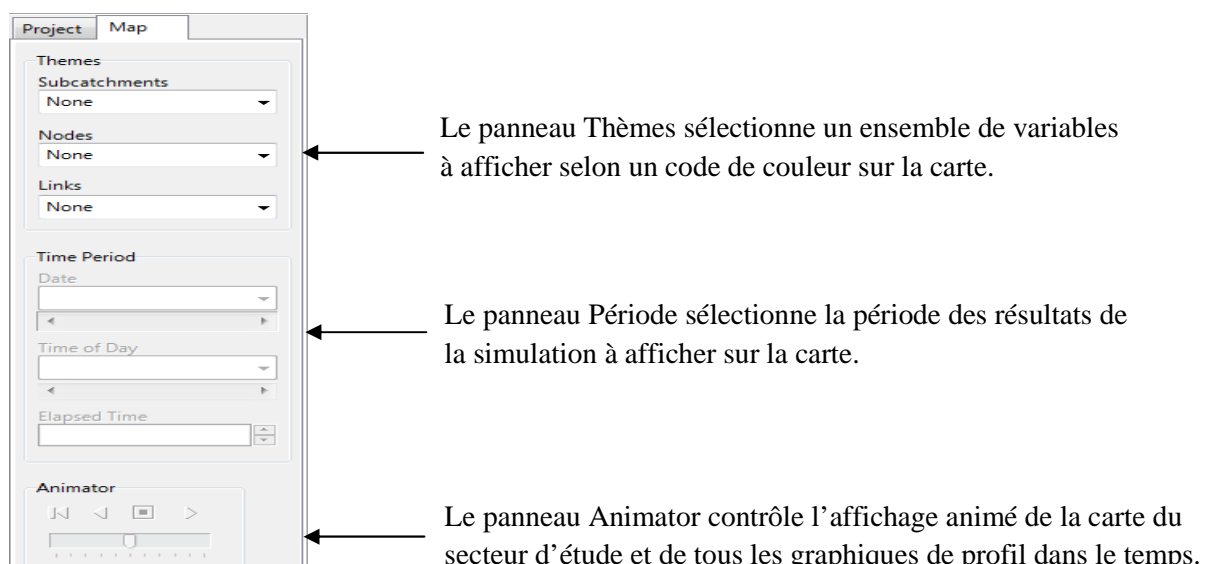 Project Map
Themes
Subcatchments
None
Nodes
None
Links
None
Le panneau Thèmes sélectionne un ensemble de variables
à afficher selon un code de couleur sur la carte.
Time Period
Date
Time of Day
Elapsed Time
Le panneau Période sélectionne la période des résultats de
la simulation à afficher sur la carte.
Animator
Le panneau Animator contrôle l’affichage animé de la carte du
secteur d’étude et de tous les graphiques de profil dans le temps.